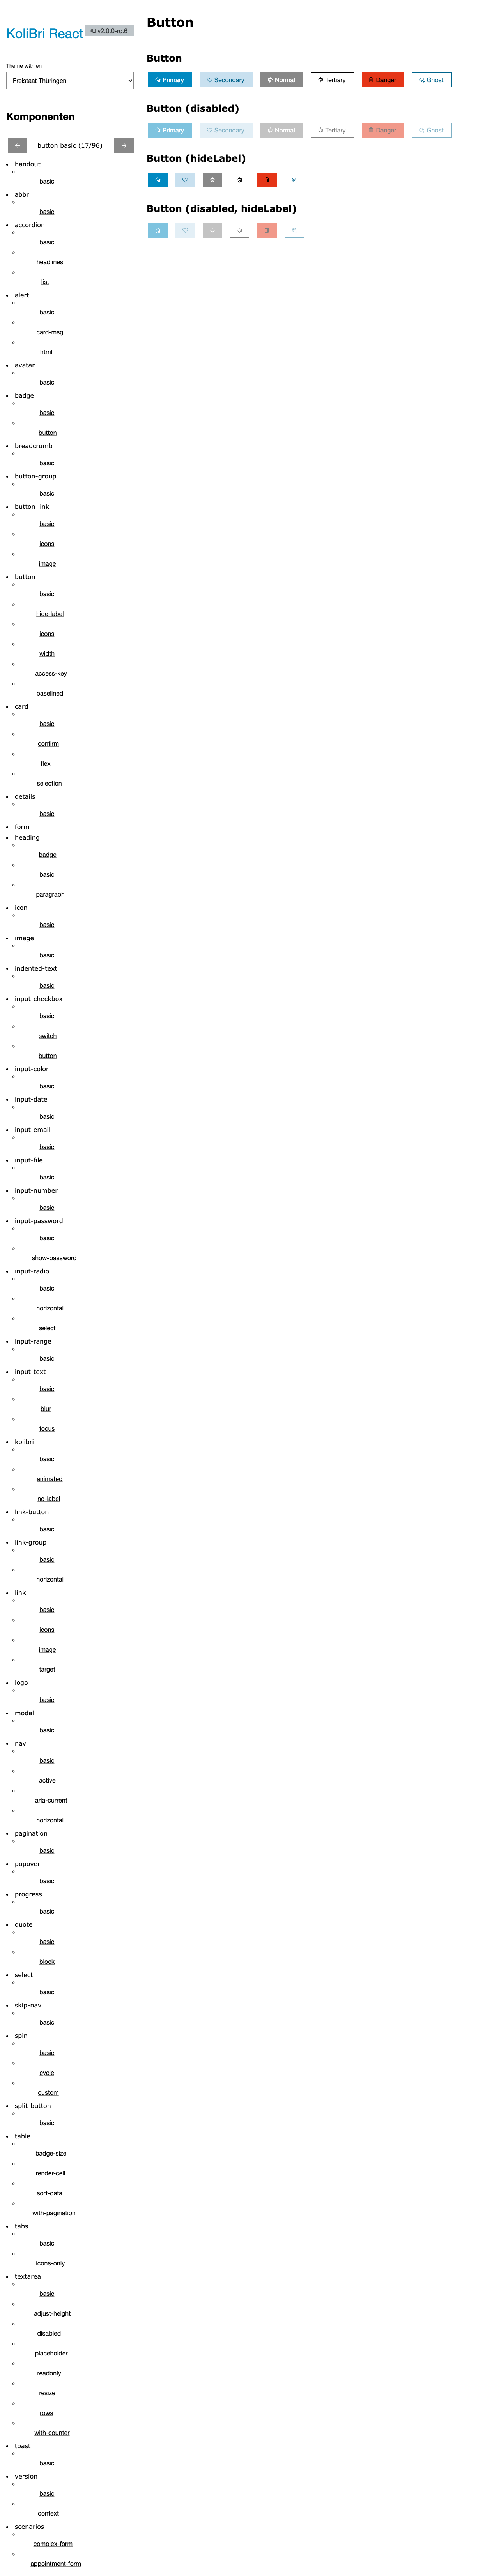 KoliBri React
v2.0.0-rc.6
Theme wählen
Freistaat Thüringen
Komponenten
button basic (17/96)
handout
basic
abbr
basic
accordion
basic
headlines
list
alert
basic
card-msg
html
avatar
basic
badge
basic
button
breadcrumb
basic
button-group
basic
button-link
basic
icons
image
button
basic
hide-label
icons
width
access-key
baselined
card
basic
confirm
flex
selection
details
basic
form
heading
badge
basic
paragraph
icon
basic
image
basic
indented-text
basic
input-checkbox
basic
switch
button
input-color
basic
input-date
basic
input-email
basic
input-file
basic
input-number
basic
input-password
basic
show-password
input-radio
basic
horizontal
select
input-range
basic
input-text
basic
blur
focus
kolibri
basic
animated
no-label
link-button
basic
link-group
basic
horizontal
link
basic
icons
image
target
logo
basic
modal
basic
nav
basic
active
aria-current
horizontal
pagination
basic
popover
basic
progress
basic
quote
basic
block
select
basic
skip-nav
basic
spin
basic
cycle
custom
split-button
basic
table
badge-size
render-cell
sort-data
with-pagination
tabs
basic
icons-only
textarea
basic
adjust-height
disabled
placeholder
readonly
resize
rows
with-counter
toast
basic
version
basic
context
scenarios
complex-form
appointment-form
Button
Button
Primary Secondary Normal Tertiary Danger Ghost
Button (disabled)
Primary Secondary Normal Tertiary Danger Ghost
Button (hideLabel)
Button (disabled, hideLabel)